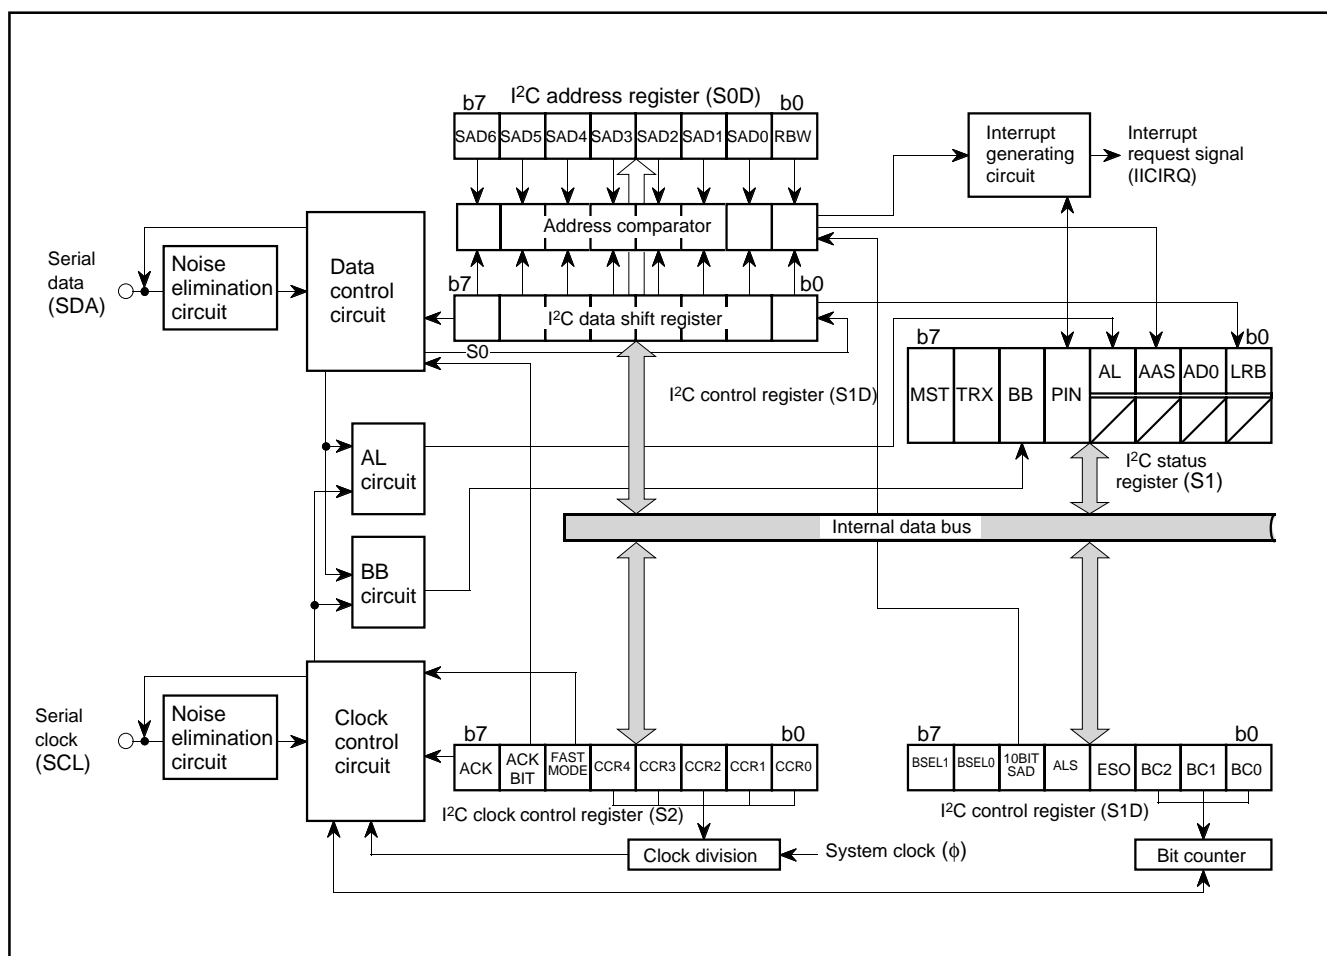 I²C address register (S0D)
b7 b0
SAD6 SAD5 SAD4 SAD3 SAD2 SAD1 SAD0 RBW
Interrupt
generating
circuit
Interrupt
request signal
(IICIRQ)
Address comparator
Serial
data
(SDA)
Noise
elimination
circuit
Data
control
circuit
b7 b0
I²C data shift register
S0
I²C control register (S1D)
b7 b0
MST TRX BB PIN AL AAS AD0 LRB
I²C status
register (S1)
AL
circuit
Internal data bus
BB
circuit
Serial
clock
(SCL)
Noise
elimination
circuit
Clock
control
circuit
b7 b0
ACK ACK BIT FAST MODE CCR4 CCR3 CCR2 CCR1 CCR0
I²C clock control register (S2)
b7 b0
BSEL1 BSEL0 10BIT SAD ALS ESO BC2 BC1 BC0
I²C control register (S1D)
Clock division
System clock (ϕ)
Bit counter